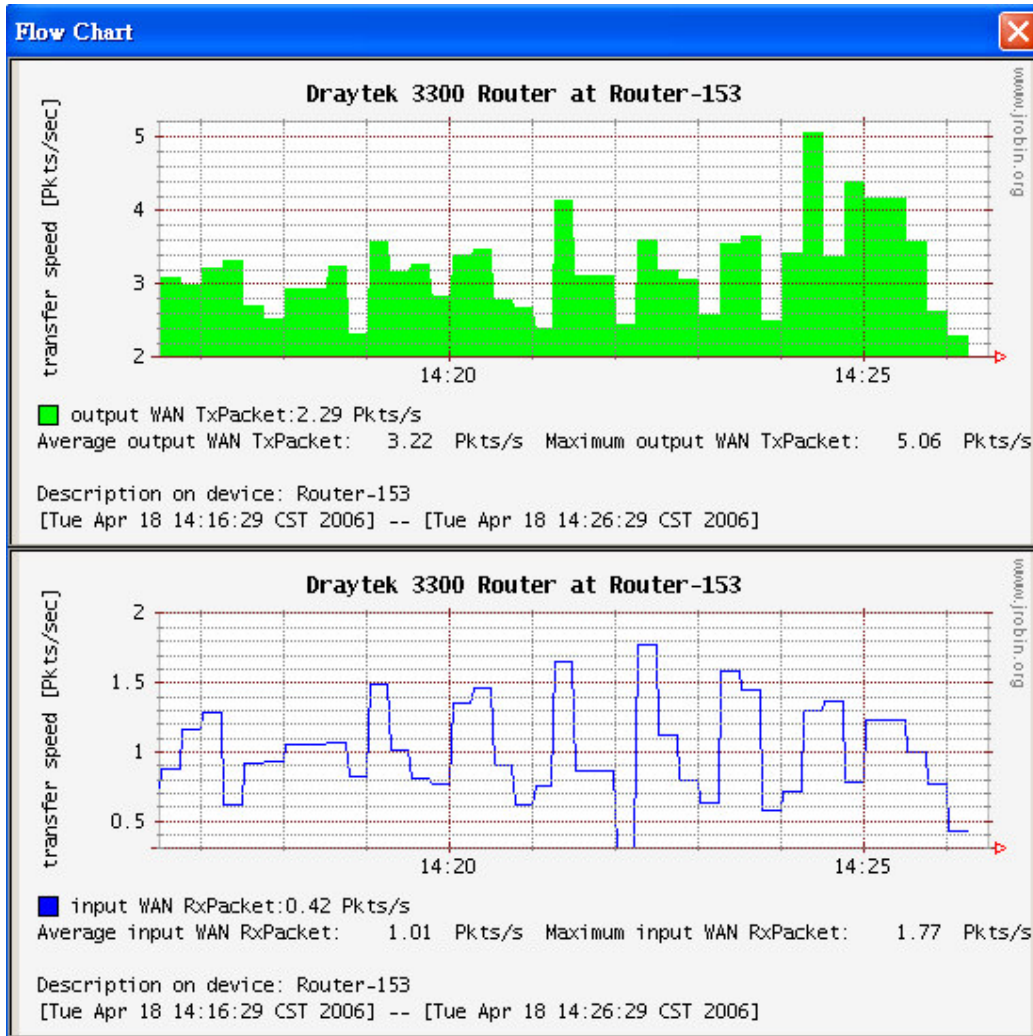 Flow Chart
Draytek 3300 Router at Router-153
www.jrobin.org
transfer speed [Pkts/sec]
5
4
3
2
14:20 14:25
output WAN TxPacket:2.29 Pkts/s
Average output WAN TxPacket: 3.22 Pkts/s Maximum output WAN TxPacket: 5.06 Pkts/s
Description on device: Router-153
[Tue Apr 18 14:16:29 CST 2006] -- [Tue Apr 18 14:26:29 CST 2006]
Draytek 3300 Router at Router-153
www.jrobin.org
transfer speed [Pkts/sec]
2
1.5
1
0.5
14:20 14:25
input WAN RxPacket:0.42 Pkts/s
Average input WAN RxPacket: 1.01 Pkts/s Maximum input WAN RxPacket: 1.77 Pkts/s
Description on device: Router-153
[Tue Apr 18 14:16:29 CST 2006] -- [Tue Apr 18 14:26:29 CST 2006]